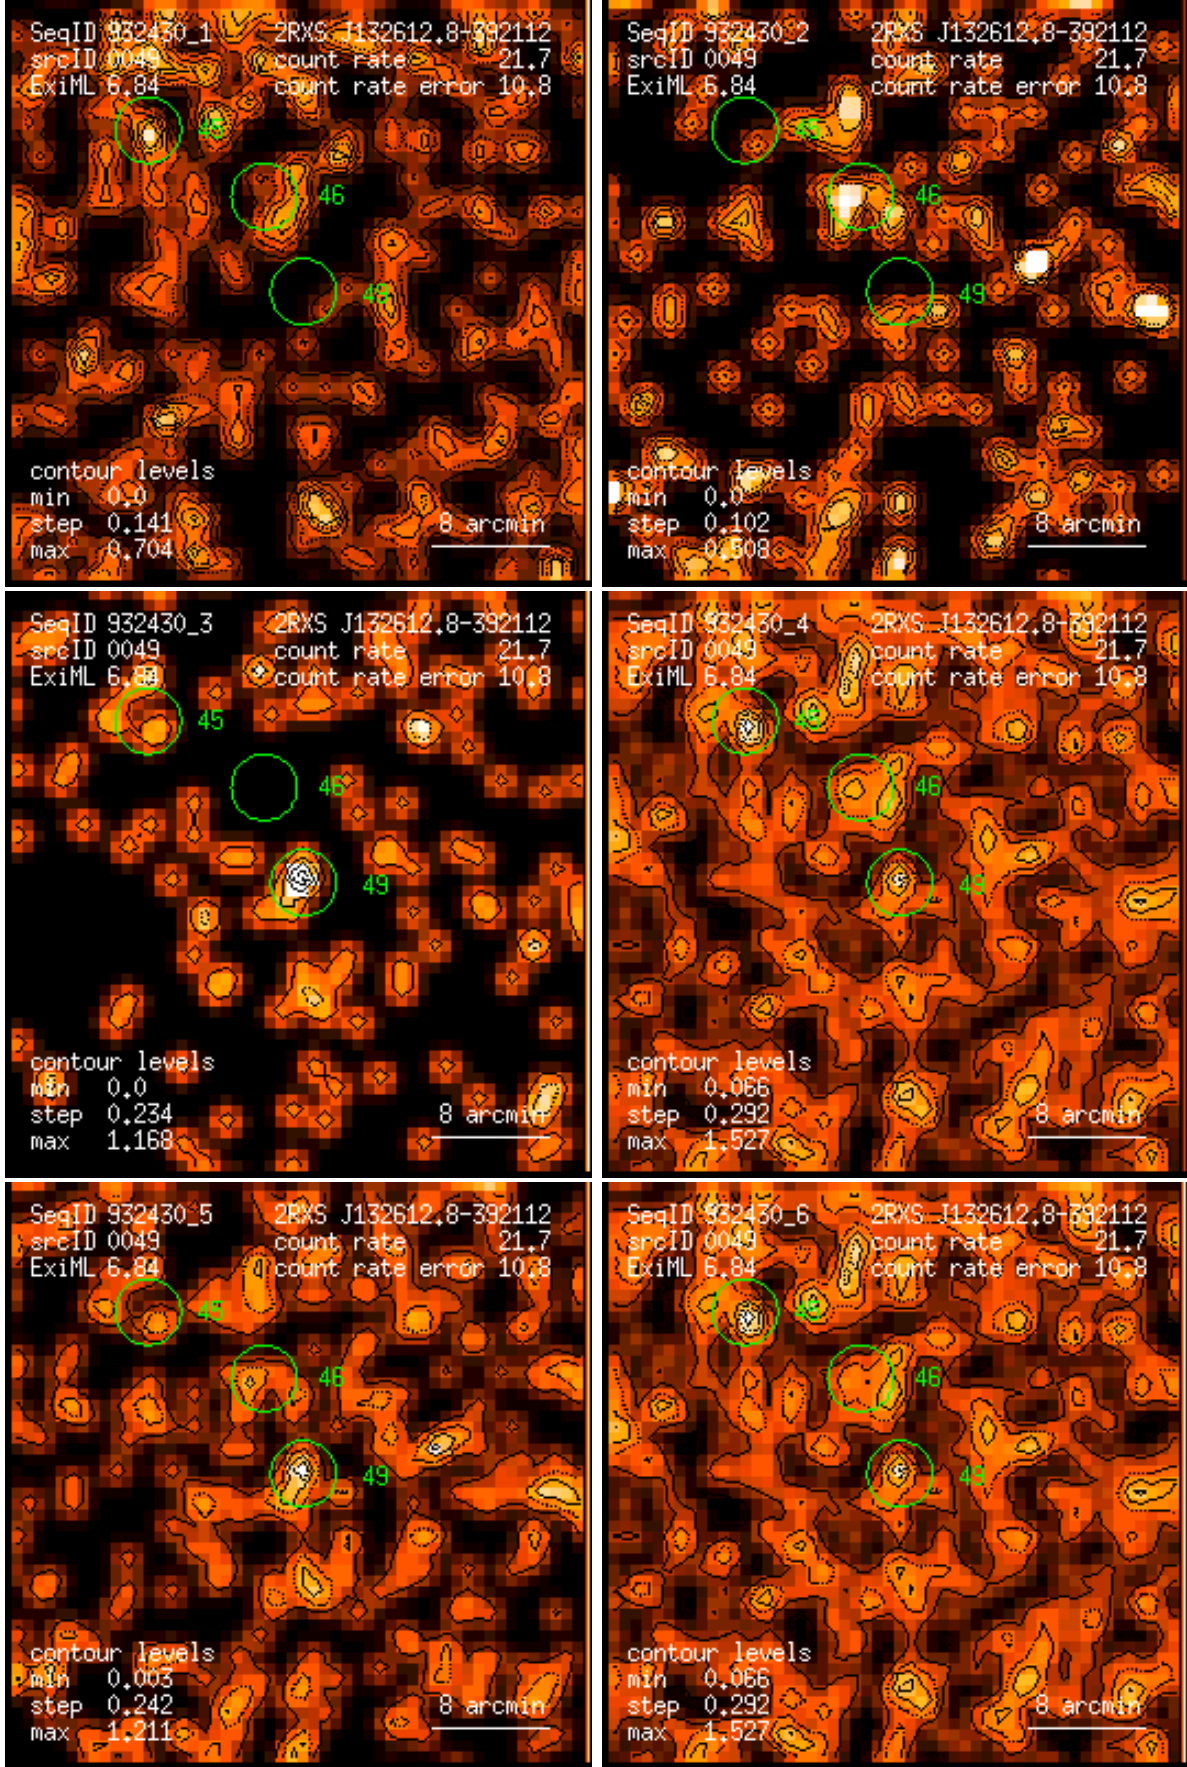 SeqID 932430_1 2RXS J132612.8-392112
srcID 0049 count rate 21.7
ExiML 6.84 count rate error 10.8
45
46
49
contour levels
min 0.0
step 0.141
max 0.704
8 arcmin
SeqID 932430_2 2RXS J132612.8-392112
srcID 0049 count rate 21.7
ExiML 6.84 count rate error 10.8
45
46
49
contour levels
min 0.0
step 0.102
max 0.508
8 arcmin
SeqID 932430_3 2RXS J132612.8-392112
srcID 0049 count rate 21.7
ExiML 6.84 count rate error 10.8
45
46
49
contour levels
min 0.0
step 0.234
max 1.168
8 arcmin
SeqID 932430_4 2RXS J132612.8-392112
srcID 0049 count rate 21.7
ExiML 6.84 count rate error 10.8
45
46
49
contour levels
min 0.066
step 0.292
max 1.527
8 arcmin
SeqID 932430_5 2RXS J132612.8-392112
srcID 0049 count rate 21.7
ExiML 6.84 count rate error 10.8
45
46
49
contour levels
min 0.003
step 0.242
max 1.211
8 arcmin
SeqID 932430_6 2RXS J132612.8-392112
srcID 0049 count rate 21.7
ExiML 6.84 count rate error 10.8
45
46
49
contour levels
min 0.066
step 0.292
max 1.527
8 arcmin